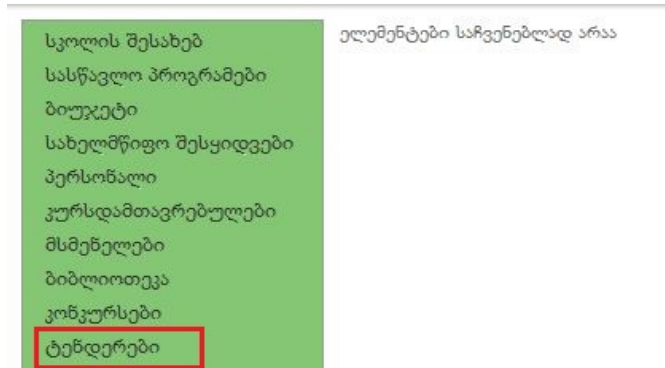 სკოლის შესახებ
ელემენტები საჩვენებლად არაა
სასწავლო პროგრამები
ბიუჯეტი
სახელმწიფო შესყიდვები
პერსონალი
კურსდამთავრებულები
მსმენელები
ბიბლიოთეკა
კონკურსები
ტენდერები